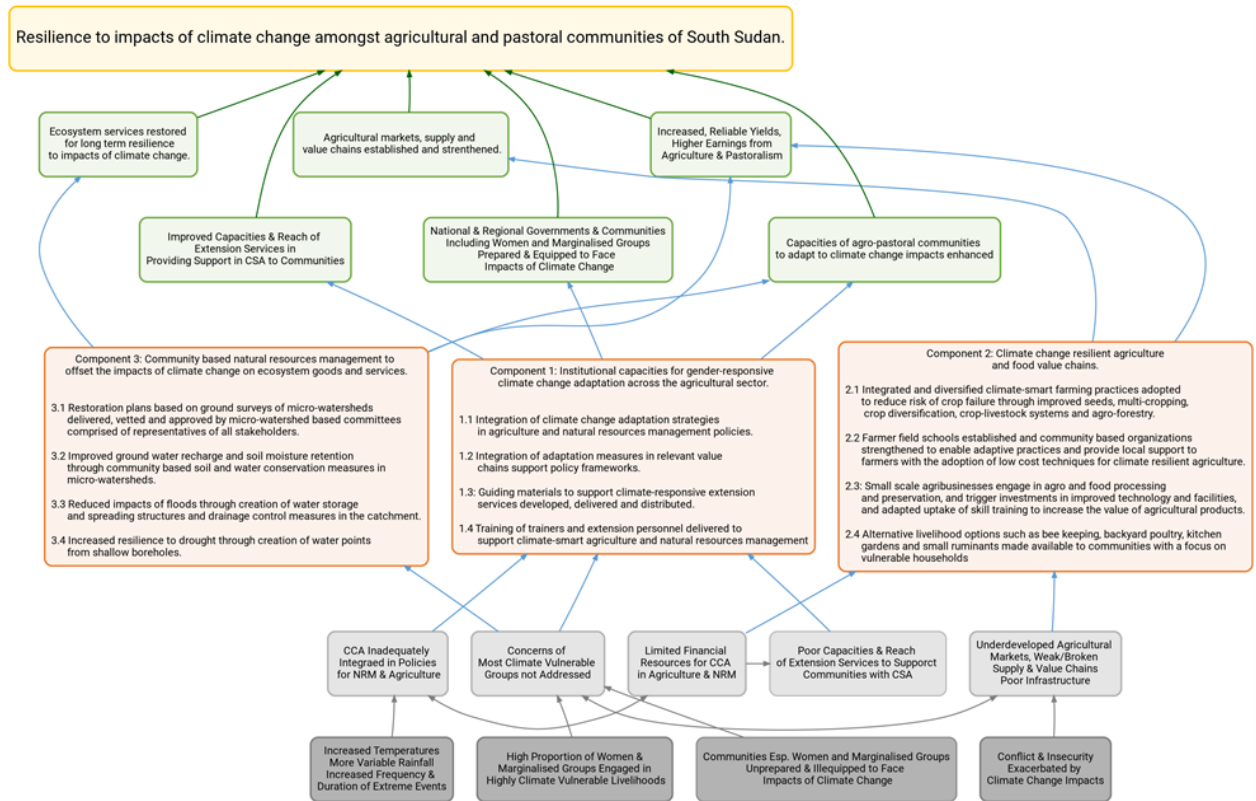 Resilience to impacts of climate change amongst agricultural and pastoral communities of South Sudan.
Ecosystem services restored
for long term resilience
to impacts of climate change.
Agricultural markets, supply and
value chains established and strenthened.
Increased, Reliable Yields,
Higher Earnings from
Agriculture & Pastoralism
Improved Capacities & Reach of
Extension Services in
Providing Support in CSA to Communities
National & Regional Governments & Communities
Including Women and Marginalised Groups
Prepared & Equipped to Face
Impacts of Climate Change
Capacities of agro-pastoral communities
to adapt to climate change impacts enhanced
Component 3: Community based natural resources management to
offset the impacts of climate change on ecosystem goods and services.
3.1 Restoration plans based on ground surveys of micro-watersheds
delivered, vetted and approved by micro-watershed based committees
comprised of representatives of all stakeholders.
3.2 Improved ground water recharge and soil moisture retention
through community based soil and water conservation measures in
micro-watersheds.
3.3 Reduced impacts of floods through creation of water storage
and spreading structures and drainage control measures in the catchment.
3.4 Increased resilience to drought through creation of water points
from shallow boreholes.
Component 1: Institutional capacities for gender-responsive
climate change adaptation across the agricultural sector.
1.1 Integration of climate change adaptation strategies
in agriculture and natural resources management policies.
1.2 Integration of adaptation measures in relevant value
chains support policy frameworks.
1.3: Guiding materials to support climate-responsive extension
services developed, delivered and distributed.
1.4 Training of trainers and extension personnel delivered to
support climate-smart agriculture and natural resources management
Component 2: Climate change resilient agriculture
and food value chains.
2.1 Integrated and diversified climate-smart farming practices adopted
to reduce risk of crop failure through improved seeds, multi-cropping,
crop diversification, crop-livestock systems and agro-forestry.
2.2 Farmer field schools established and community based organizations
strengthened to enable adaptive practices and provide local support to
farmers with the adoption of low cost techniques for climate resilient agriculture.
2.3: Small scale agribusinesses engage in agro and food processing
and preservation, and trigger investments in improved technology and facilities,
and adapted uptake of skill training to increase the value of agricultural products.
2.4 Alternative livelihood options such as bee keeping, backyard poultry, kitchen
gardens and small ruminants made available to communities with a focus on
vulnerable households
CCA Inadequately
Integraed in Policies
for NRM & Agriculture
Concerns of
Most Climate Vulnerable
Groups not Addressed
Limited Financial
Resources for CCA
in Agriculture & NRM
Poor Capacities & Reach
of Extension Services to Supporct
Communities with CSA
Underdeveloped Agricultural
Markets, Weak/Broken
Supply & Value Chains
Poor Infrastructure
Increased Temperatures
More Variable Rainfall
Increased Frequency &
Duration of Extreme Events
High Proportion of Women &
Marginalised Groups Engaged in
Highly Climate Vulnerable Livelihoods
Communities Esp. Women and Marginalised Groups
Unprepared & Illequipped to Face
Impacts of Climate Change
Conflict & Insecurity
Exacerbated by
Climate Change Impacts